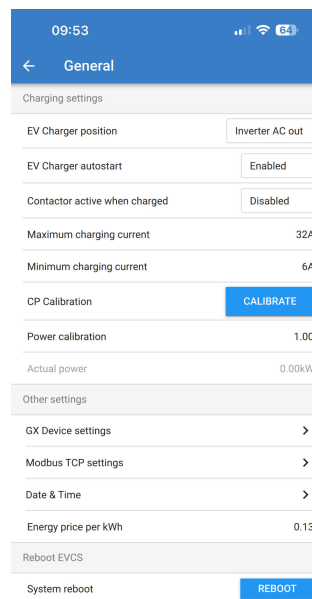 09:53
64
General
Charging settings
EV Charger position Inverter AC out
EV Charger autostart Enabled
Contactor active when charged Disabled
Maximum charging current 32A
Minimum charging current 6A
CP Calibration CALIBRATE
Power calibration 1.00
Actual power 0.00kW
Other settings
GX Device settings
Modbus TCP settings
Date & Time
Energy price per kWh 0.13
Reboot EVCS
System reboot REBOOT